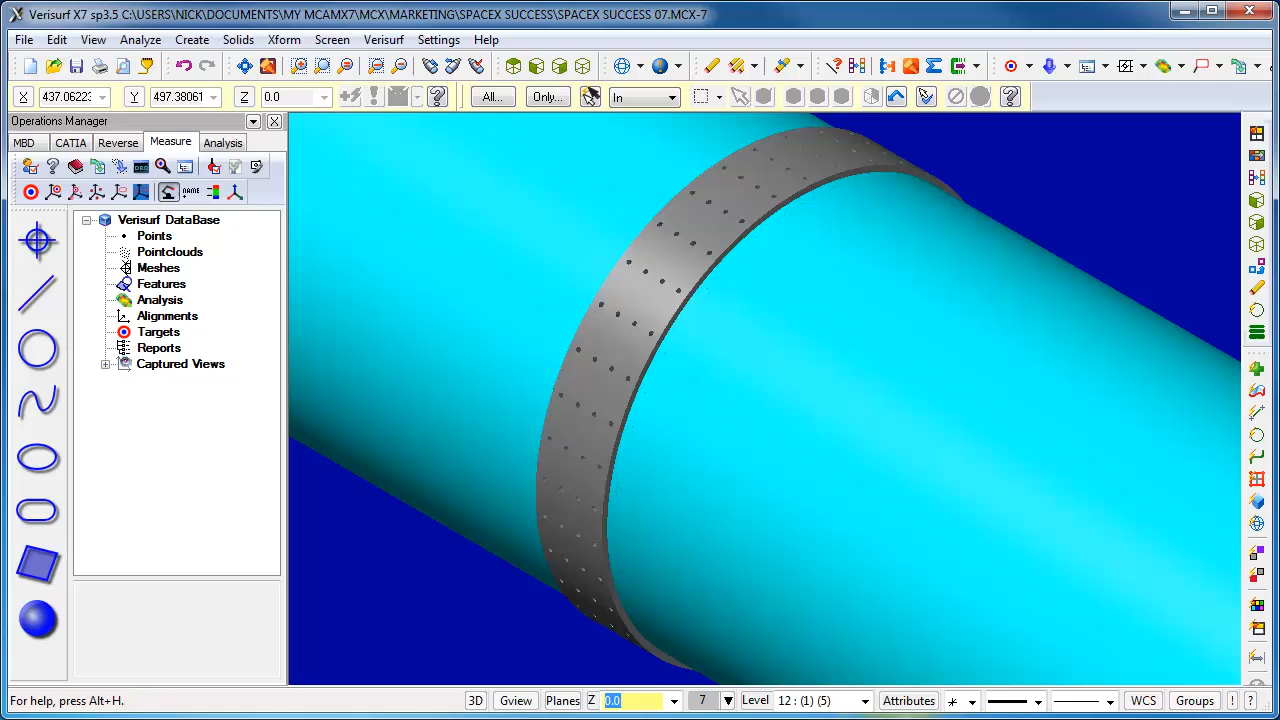 Verisurf X7 sp3.5 C:\USERS\NICK\DOCUMENTS\MY MCAMX7\MCX\MARKETING\SPACEX SUCCESS\SPACEX SUCCESS 07.MCX-7
File Edit View Analyze Create Solids Xform Screen Verisurf Settings Help
X 437.06223 Y 497.38061 Z 0.0 All... Only... In
Operations Manager
MBD CATIA Reverse Measure Analysis
NAME
Verisurf DataBase
Points
Pointclouds
Meshes
Features
Analysis
Alignments
Targets
Reports
Captured Views
For help, press Alt+H. 3D Gview Planes Z 0.0 7 Level 12 : (1) (5) Attributes WCS Groups ! ?